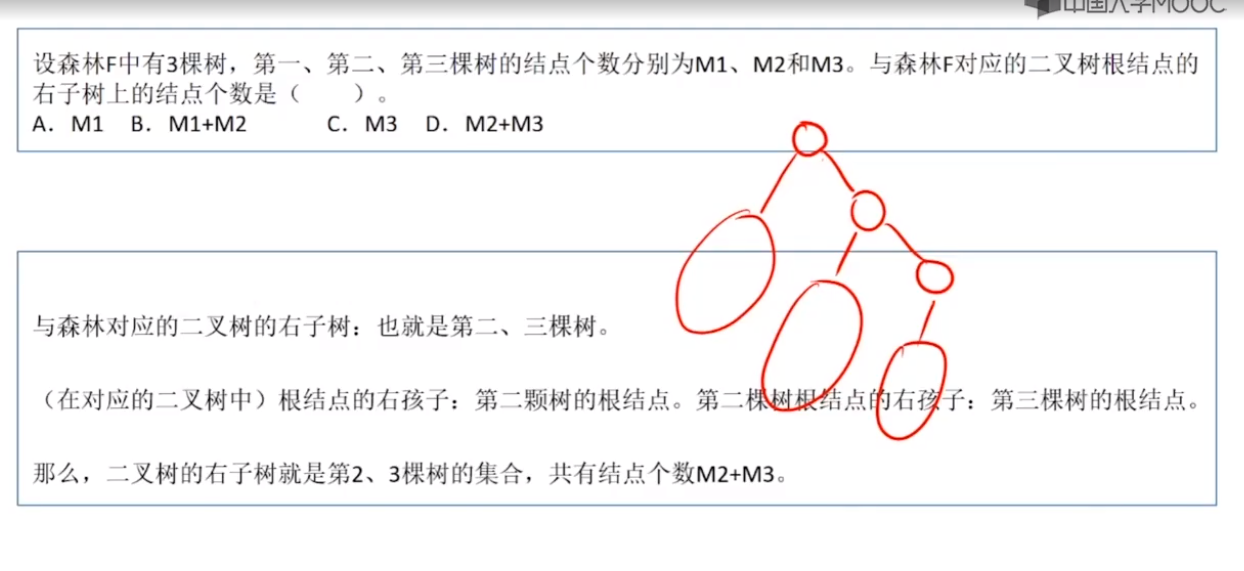 中国大学MOOC
设森林F中有3棵树，第一、第二、第三棵树的结点个数分别为M1、M2和M3。与森林F对应的二叉树根结点的
右子树上的结点个数是（　　）。
A. M1 B. M1+M2 C. M3 D. M2+M3
与森林对应的二叉树的右子树：也就是第二、三棵树。
（在对应的二叉树中）根结点的右孩子：第二颗树的根结点。第二棵树根结点的右孩子：第三棵树的根结点。
那么，二叉树的右子树就是第2、3棵树的集合，共有结点个数M2+M3。